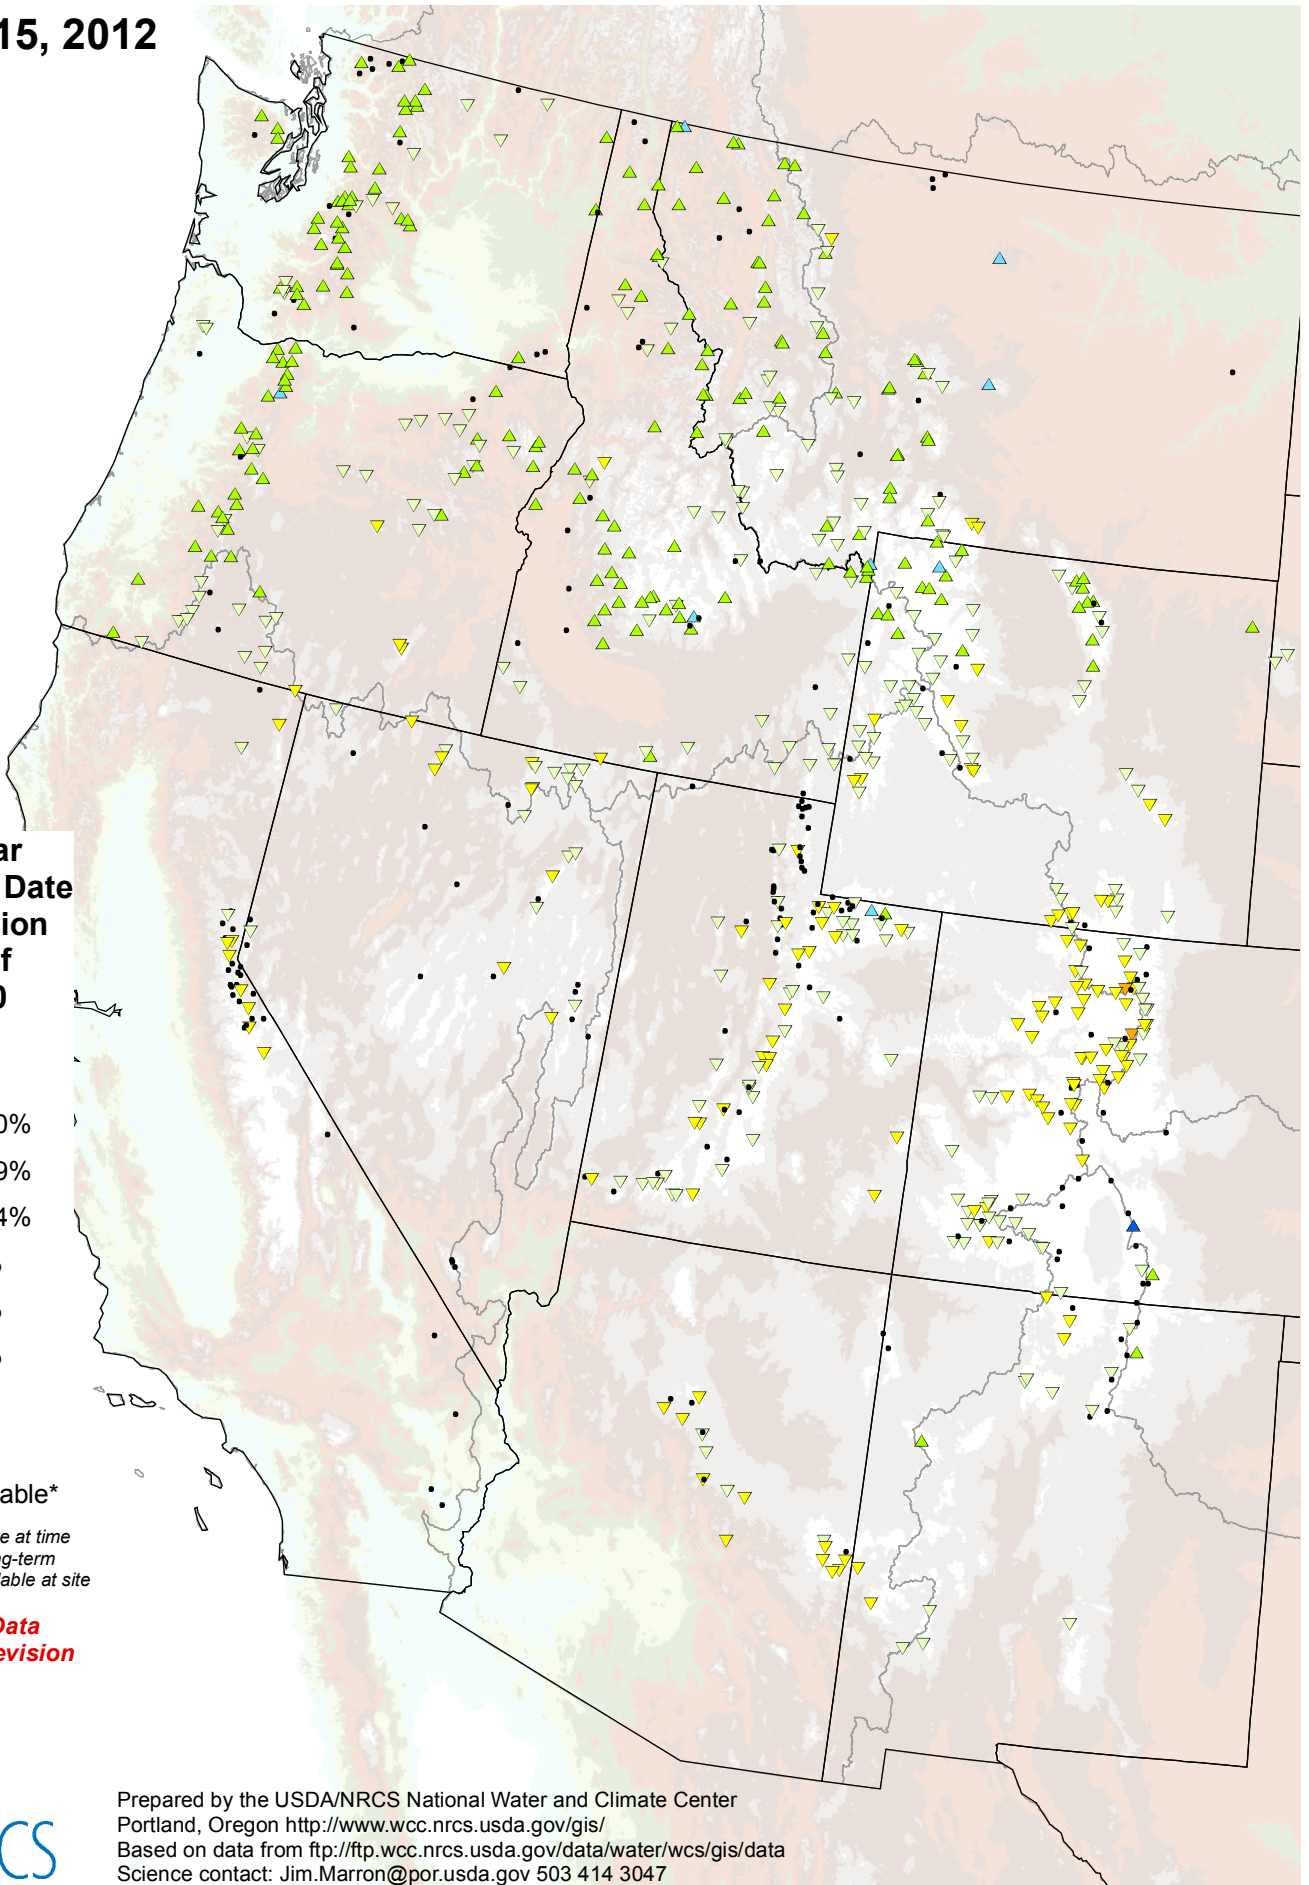 15, 2012
ar
Date
ion
f
0
0%
9%
4%
able*
e at time
ng-term
lable at site
Data
evision
CS
Prepared by the USDA/NRCS National Water and Climate Center
Portland, Oregon http://www.wcc.nrcs.usda.gov/gis/
Based on data from ftp://ftp.wcc.nrcs.usda.gov/data/water/wcs/gis/data
Science contact: Jim.Marron@por.usda.gov 503 414 3047